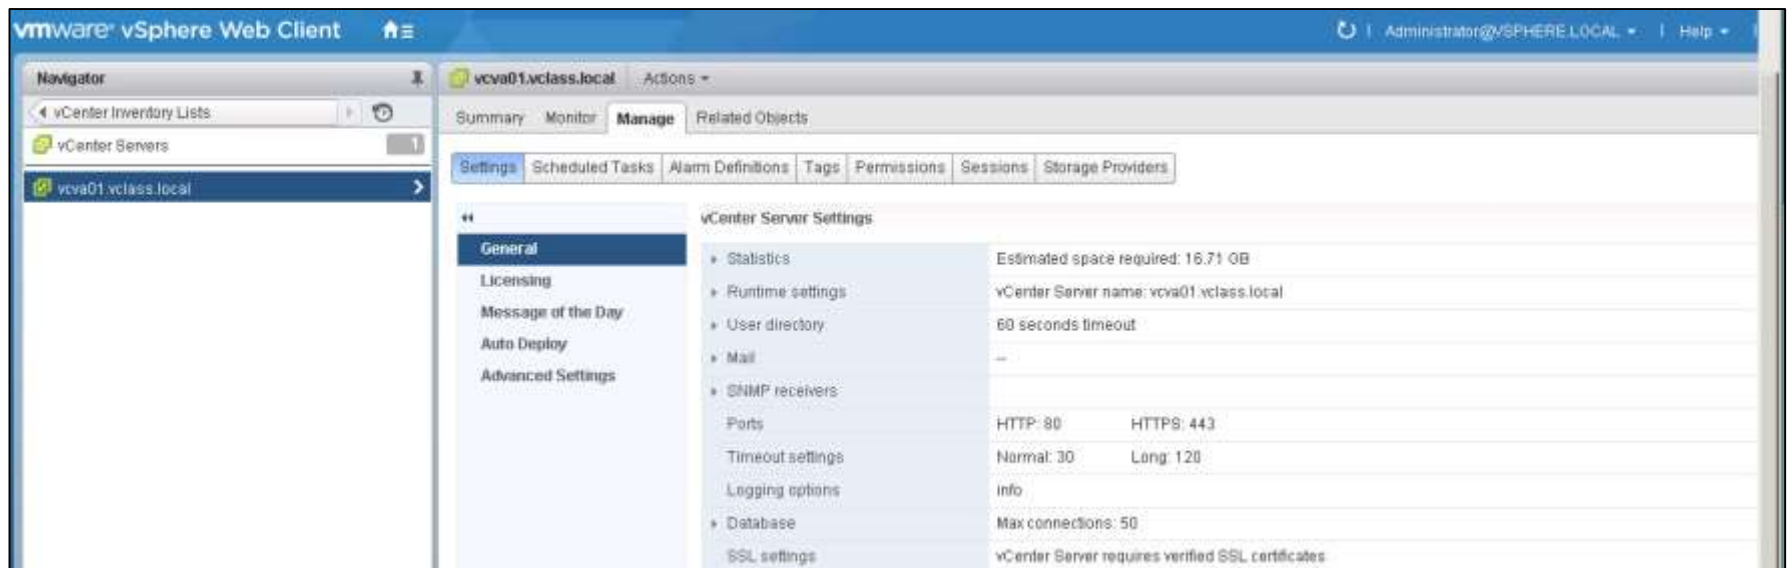 vmware® vSphere Web Client
Administrator@VSPHERE.LOCAL | Help
Navigator
vCenter Inventory Lists
vCenter Servers 1
vcva01.vclass.local
vcva01.vclass.local Actions
Summary Monitor Manage Related Objects
Settings Scheduled Tasks Alarm Definitions Tags Permissions Sessions Storage Providers
General
Licensing
Message of the Day
Auto Deploy
Advanced Settings
vCenter Server Settings
Statistics Estimated space required: 16.71 GB
Runtime settings vCenter Server name: vcva01.vclass.local
User directory 60 seconds timeout
Mail --
SNMP receivers
Ports HTTP: 80 HTTPS: 443
Timeout settings Normal: 30 Long: 120
Logging options info
Database Max connections: 50
SSL settings vCenter Server requires verified SSL certificates